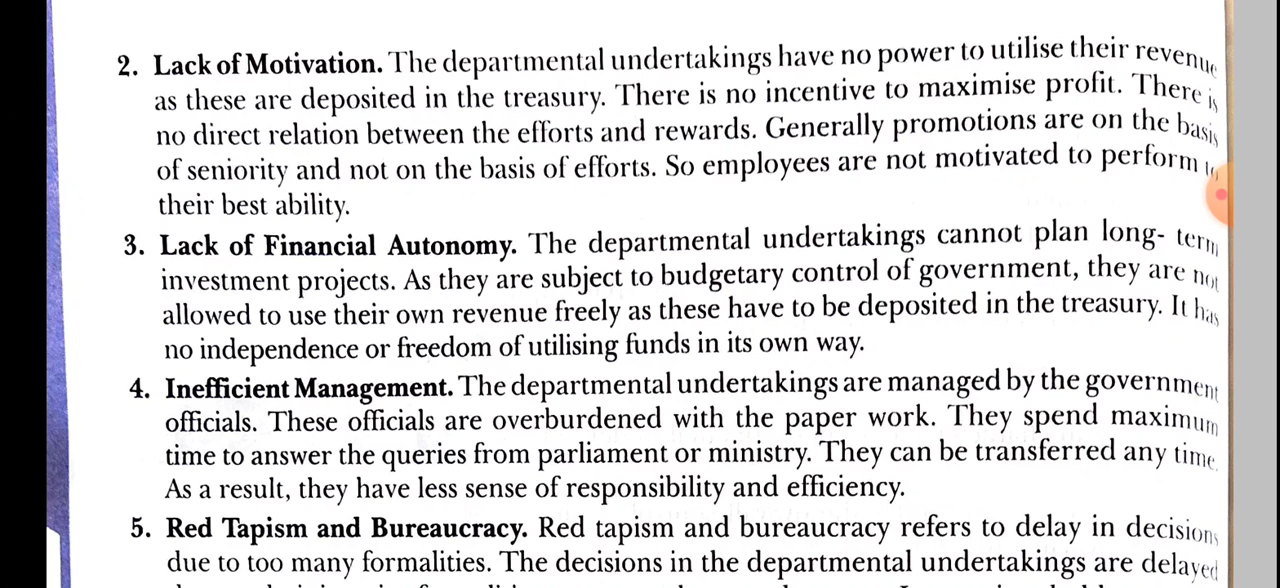 2. Lack of Motivation. The departmental undertakings have no power to utilise their revenue
as these are deposited in the treasury. There is no incentive to maximise profit. There is
no direct relation between the efforts and rewards. Generally promotions are on the basis
of seniority and not on the basis of efforts. So employees are not motivated to perform to
their best ability.
3. Lack of Financial Autonomy. The departmental undertakings cannot plan long- term
investment projects. As they are subject to budgetary control of government, they are not
allowed to use their own revenue freely as these have to be deposited in the treasury. It has
no independence or freedom of utilising funds in its own way.
4. Inefficient Management. The departmental undertakings are managed by the government
officials. These officials are overburdened with the paper work. They spend maximum
time to answer the queries from parliament or ministry. They can be transferred any time.
As a result, they have less sense of responsibility and efficiency.
5. Red Tapism and Bureaucracy. Red tapism and bureaucracy refers to delay in decisions
due to too many formalities. The decisions in the departmental undertakings are delayed